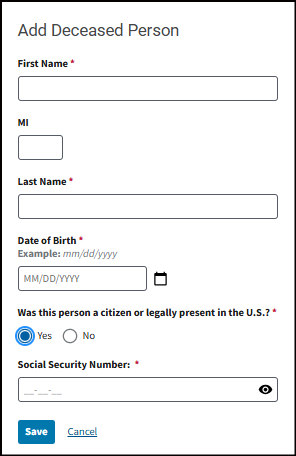 Add Deceased Person
First Name *
MI
Last Name *
Date of Birth *
Example: mm/dd/yyyy
MM/DD/YYYY
Was this person a citizen or legally present in the U.S.? *
Yes No
Social Security Number: *
__-__-__
Save Cancel